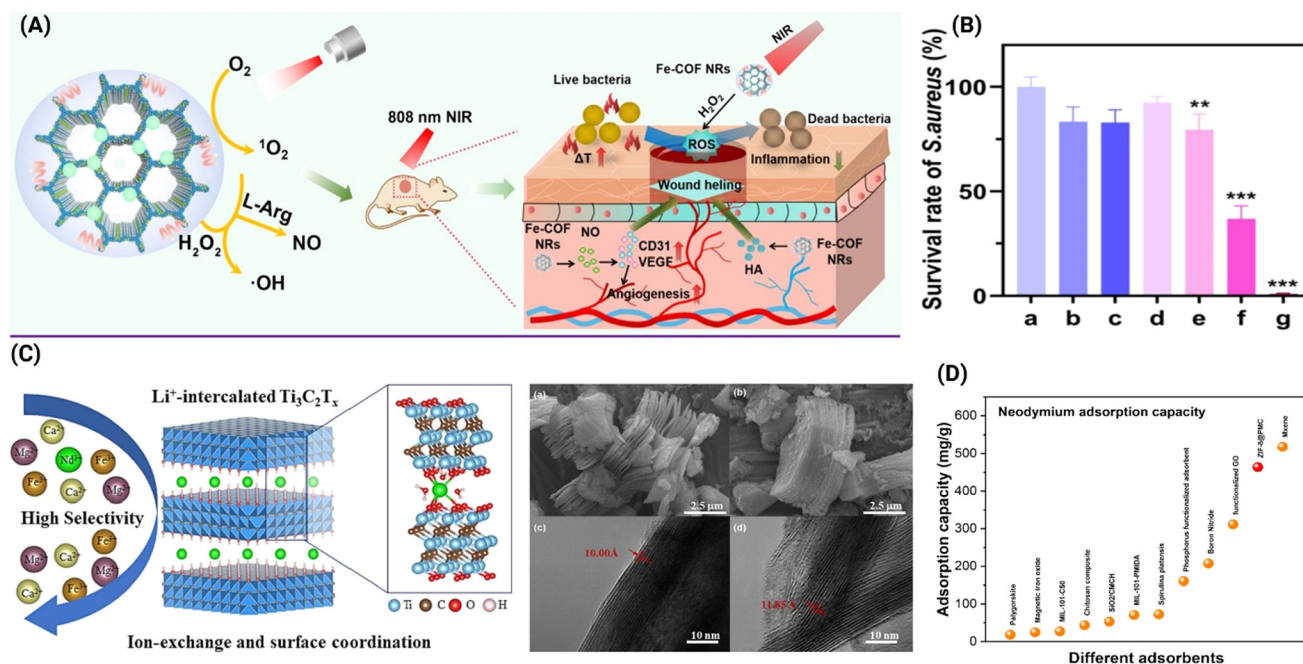 (A)
O₂
¹O₂
L-Arg
H₂O₂
NO
·OH
808 nm NIR
NIR
Fe-COF NRs
Live bacteria
H₂O₂
Dead bacteria
ROS
ΔT
Inflammation
Wound heling
Fe-COF
NRs
NO
CD31
VEGF
HA
Fe-COF
NRs
Angiogenesis
(B)
Survival rate of S.aureus (%)
100
50
0
**
***
***
a b c d e f g
(C)
Li⁺-intercalated Ti₃C₂Tₓ
Ca²⁺
Mg²⁺
Nd³⁺
Fe³⁺
Fe³⁺
Ca²⁺
Mg²⁺
High Selectivity
Fe³⁺
Ca²⁺
Mg²⁺
Mg²⁺
Ca²⁺
Fe³⁺
Ti C O H
Ion-exchange and surface coordination
(a)
2.5 µm
(b)
2.5 µm
(c)
10.00Å
10 nm
(d)
11.85 Å
10 nm
(D)
Neodymium adsorption capacity
Adsorption capacity (mg/g)
600
500
400
300
200
100
0
Palygorskite
Magnetic iron oxide
MIL-101-C50
Chitosan composite
SiO2/CMCH
MIL-101-PMIDA
Spirulina platensis
Phosphorus functionalized adsorbent
Boron Nitride
functionalized GO
ZIF-8@PMC
Mxene
Different adsorbents